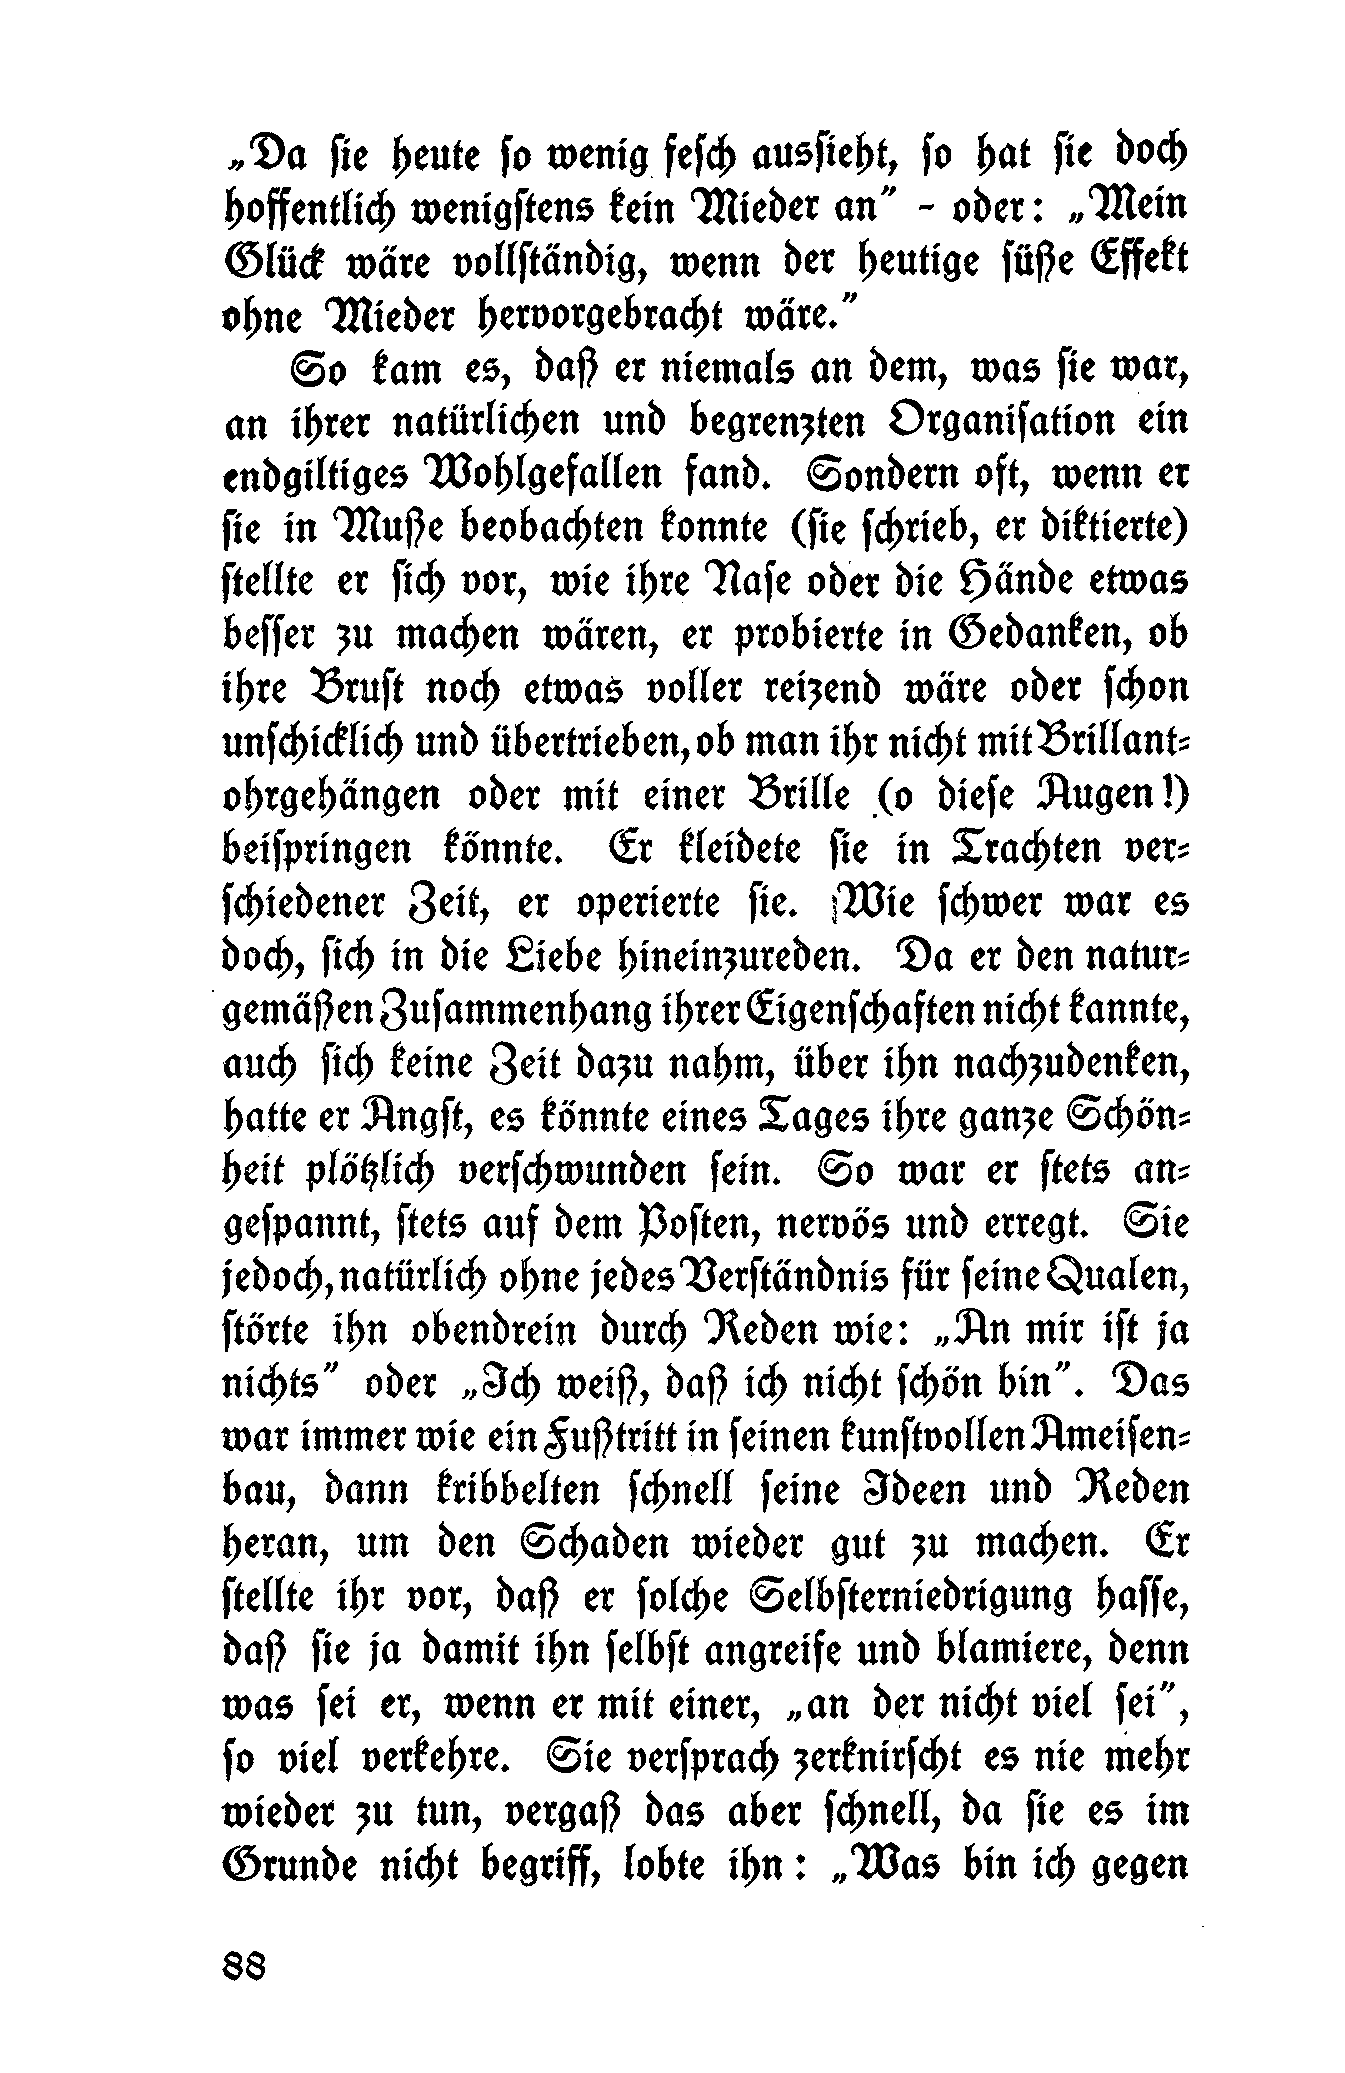 „Da sie heute so wenig fesch aussieht, so hat sie doch
hoffentlich wenigstens kein Mieder an" - oder: „Mein
Glück wäre vollständig, wenn der heutige süße Effekt
ohne Mieder hervorgebracht wäre."
So kam es, daß er niemals an dem, was sie war,
an ihrer natürlichen und begrenzten Organisation ein
endgiltiges Wohlgefallen fand. Sondern oft, wenn er
sie in Muße beobachten konnte (sie schrieb, er diktierte)
stellte er sich vor, wie ihre Nase oder die Hände etwas
besser zu machen wären, er probierte in Gedanken, ob
ihre Brust noch etwas voller reizend wäre oder schon
unschicklich und übertrieben, ob man ihr nicht mit Brillant-
ohrgehängen oder mit einer Brille (o diese Augen!)
beispringen könnte. Er kleidete sie in Trachten ver-
schiedener Zeit, er operierte sie. Wie schwer war es
doch, sich in die Liebe hineinzureden. Da er den natur-
gemäßen Zusammenhang ihrer Eigenschaften nicht kannte,
auch sich keine Zeit dazu nahm, über ihn nachzudenken,
hatte er Angst, es könnte eines Tages ihre ganze Schön-
heit plötzlich verschwunden sein. So war er stets an-
gespannt, stets auf dem Posten, nervös und erregt. Sie
jedoch, natürlich ohne jedes Verständnis für seine Qualen,
störte ihn obendrein durch Reden wie: „An mir ist ja
nichts" oder „Ich weiß, daß ich nicht schön bin". Das
war immer wie ein Fußtritt in seinen kunstvollen Ameisen-
bau, dann kribbelten schnell seine Ideen und Reden
heran, um den Schaden wieder gut zu machen. Er
stellte ihr vor, daß er solche Selbsterniedrigung hasse,
daß sie ja damit ihn selbst angreife und blamiere, denn
was sei er, wenn er mit einer, „an der nicht viel sei",
so viel verkehre. Sie versprach zerknirscht es nie mehr
wieder zu tun, vergaß das aber schnell, da sie es im
Grunde nicht begriff, lobte ihn: „Was bin ich gegen
88